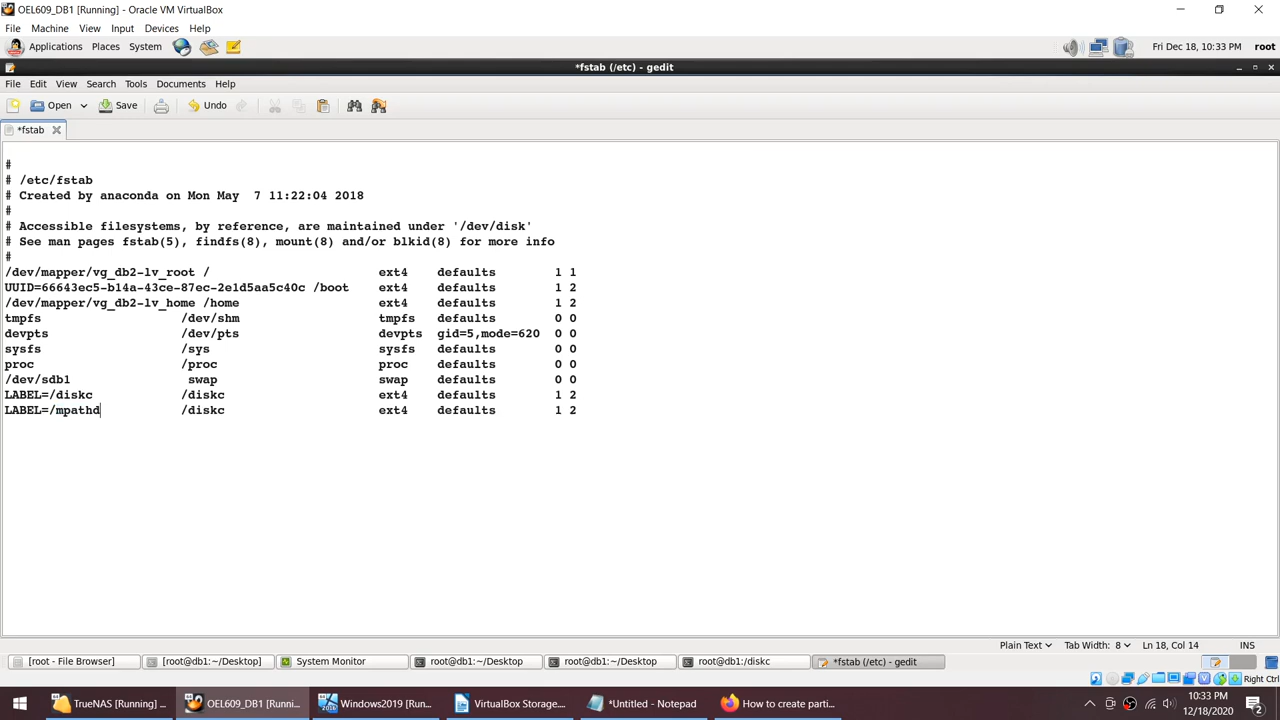 OEL609_DB1 [Running] - Oracle VM VirtualBox
File Machine View Input Devices Help
Applications Places System Fri Dec 18, 10:33 PM root
*fstab (/etc) - gedit
File Edit View Search Tools Documents Help
Open Save Undo
*fstab
#
# /etc/fstab
# Created by anaconda on Mon May  7 11:22:04 2018
#
# Accessible filesystems, by reference, are maintained under '/dev/disk'
# See man pages fstab(5), findfs(8), mount(8) and/or blkid(8) for more info
#
/dev/mapper/vg_db2-lv_root / ext4 defaults 1 1
UUID=66643ec5-b14a-43ce-87ec-2e1d5aa5c40c /boot ext4 defaults 1 2
/dev/mapper/vg_db2-lv_home /home ext4 defaults 1 2
tmpfs /dev/shm tmpfs defaults 0 0
devpts /dev/pts devpts gid=5,mode=620 0 0
sysfs /sys sysfs defaults 0 0
proc /proc proc defaults 0 0
/dev/sdb1 swap swap defaults 0 0
LABEL=/diskc /diskc ext4 defaults 1 2
LABEL=/mpathd /diskc ext4 defaults 1 2
Plain Text Tab Width: 8 Ln 18, Col 14 INS
[root - File Browser] [root@db1:~/Desktop] System Monitor root@db1:~/Desktop root@db1:~/Desktop root@db1:/diskc *fstab (/etc) - gedit
Right Ctrl
TrueNAS [Running] ... OEL609_DB1 [Runni... Windows2019 [Run... VirtualBox Storage.... *Untitled - Notepad How to create parti... 10:33 PM
12/18/2020 2